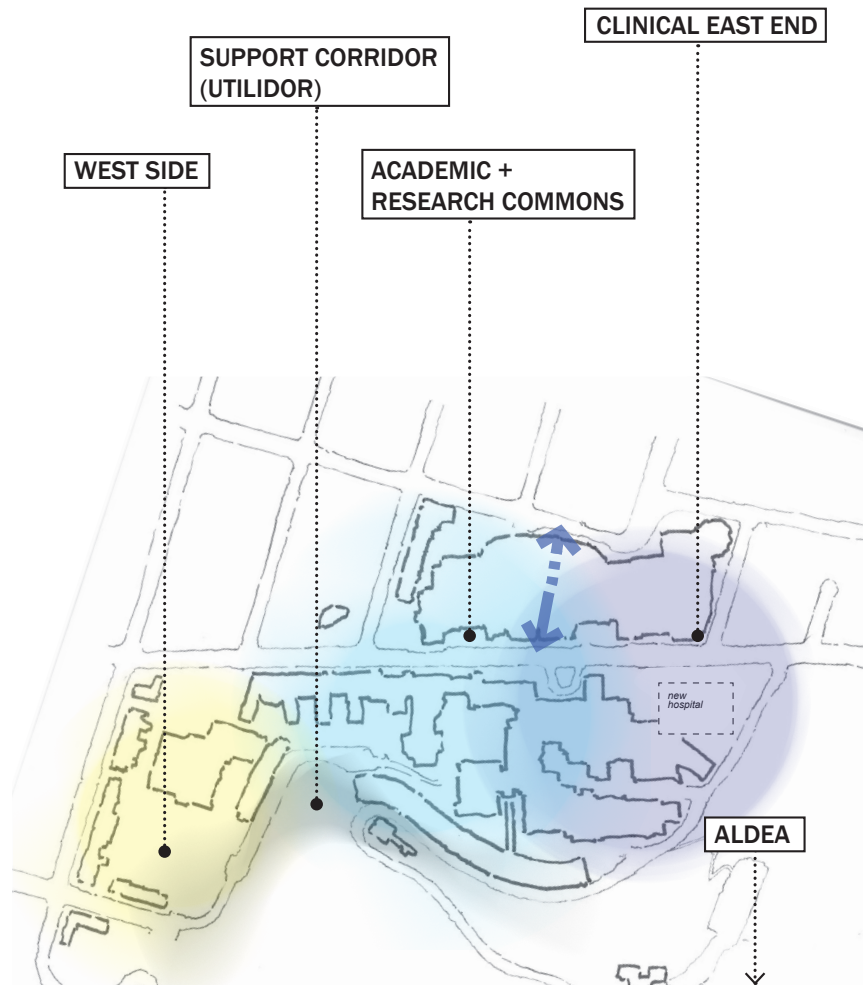 CLINICAL EAST END
SUPPORT CORRIDOR
(UTILIDOR)
WEST SIDE
ACADEMIC +
RESEARCH COMMONS
new
hospital
ALDEA